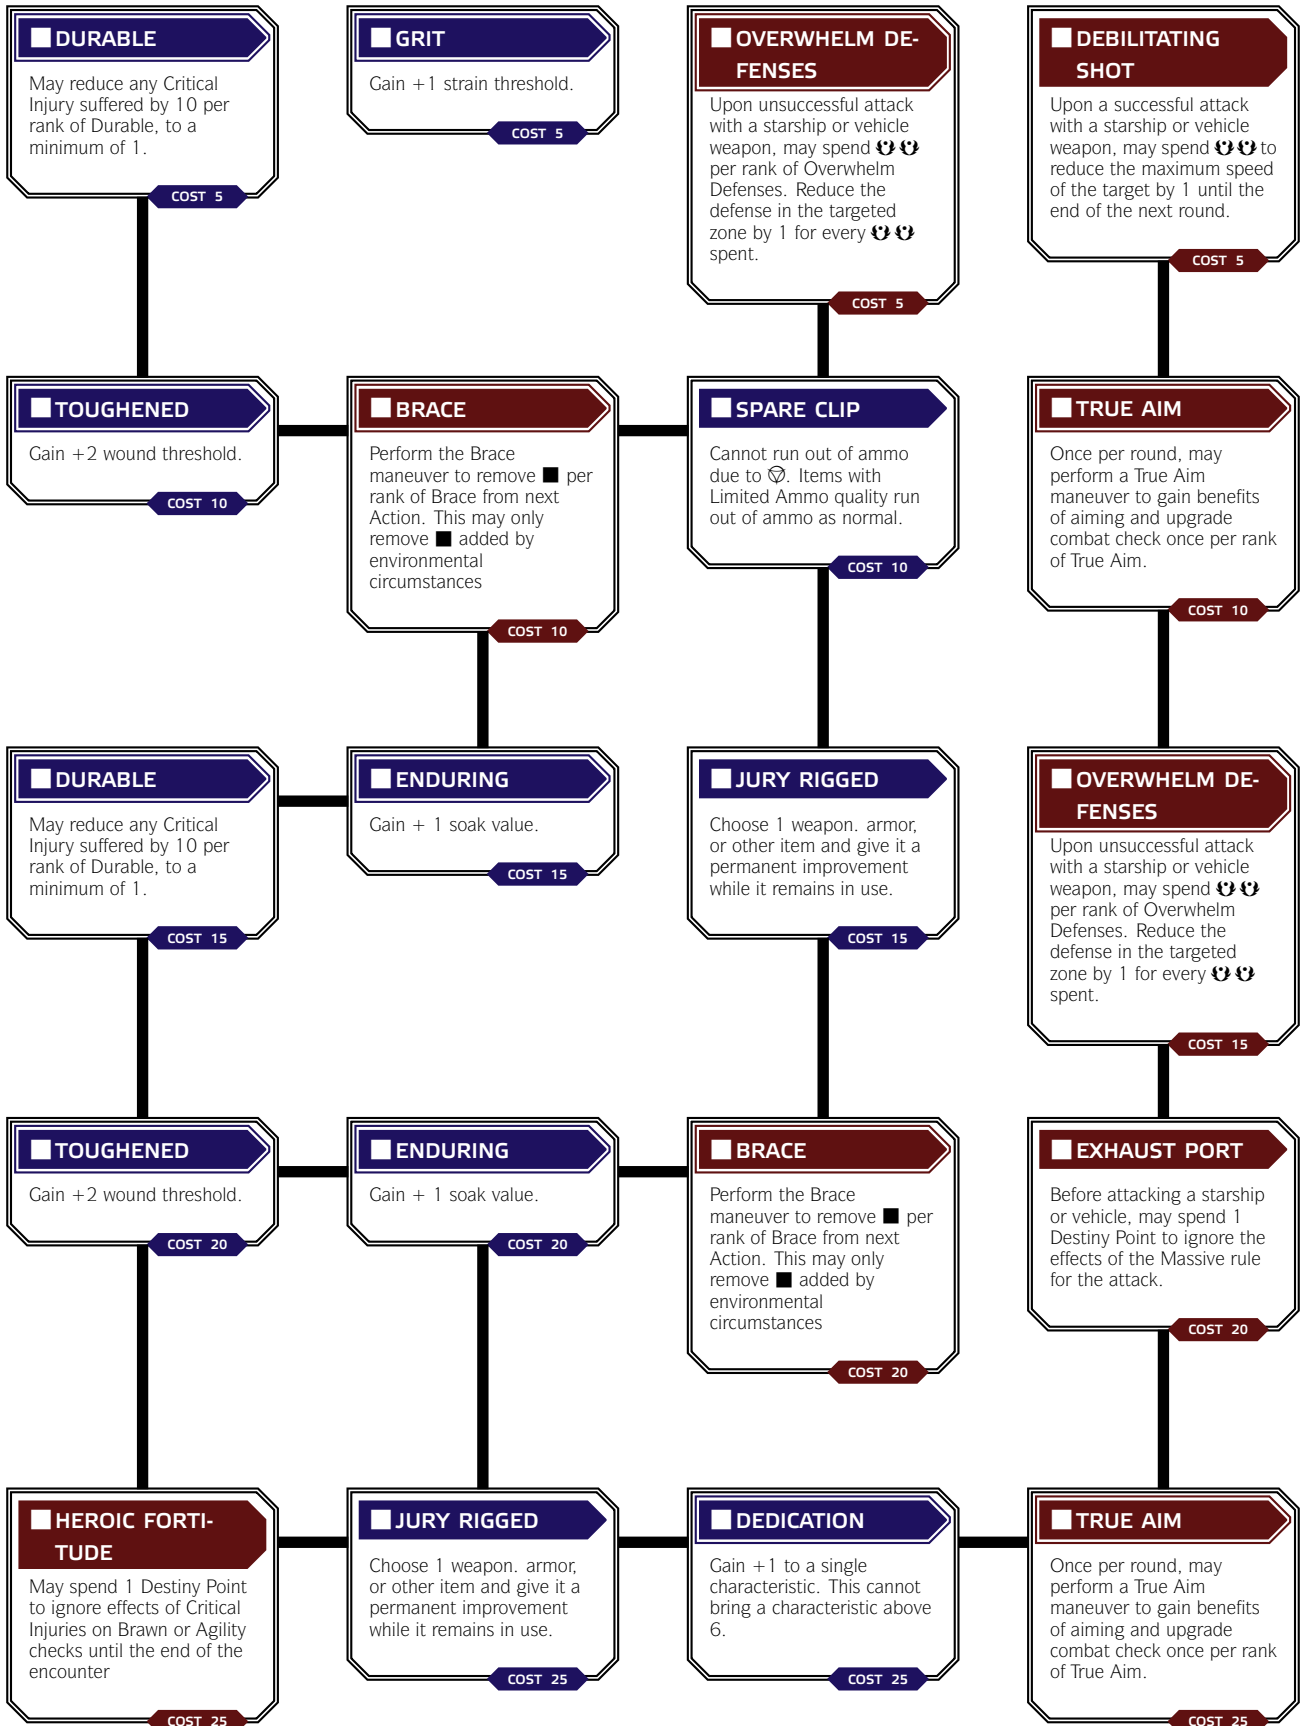 DURABLE
May reduce any Critical
Injury suffered by 10 per
rank of Durable, to a
minimum of 1.
COST 5
GRIT
Gain +1 strain threshold.
COST 5
OVERWHELM DE-
FENSES
Upon unsuccessful attack
with a starship or vehicle
weapon, may spend
per rank of Overwhelm
Defenses. Reduce the
defense in the targeted
zone by 1 for every
spent.
COST 5
DEBILITATING
SHOT
Upon a successful attack
with a starship or vehicle
weapon, may spend to
reduce the maximum speed
of the target by 1 until the
end of the next round.
COST 5
TOUGHENED
Gain +2 wound threshold.
COST 10
BRACE
Perform the Brace
maneuver to remove ■ per
rank of Brace from next
Action. This may only
remove ■ added by
environmental
circumstances
COST 10
SPARE CLIP
Cannot run out of ammo
due to . Items with
Limited Ammo quality run
out of ammo as normal.
COST 10
TRUE AIM
Once per round, may
perform a True Aim
maneuver to gain benefits
of aiming and upgrade
combat check once per rank
of True Aim.
COST 10
DURABLE
May reduce any Critical
Injury suffered by 10 per
rank of Durable, to a
minimum of 1.
COST 15
ENDURING
Gain + 1 soak value.
COST 15
JURY RIGGED
Choose 1 weapon. armor,
or other item and give it a
permanent improvement
while it remains in use.
COST 15
OVERWHELM DE-
FENSES
Upon unsuccessful attack
with a starship or vehicle
weapon, may spend
per rank of Overwhelm
Defenses. Reduce the
defense in the targeted
zone by 1 for every
spent.
COST 15
TOUGHENED
Gain +2 wound threshold.
COST 20
ENDURING
Gain + 1 soak value.
COST 20
BRACE
Perform the Brace
maneuver to remove ■ per
rank of Brace from next
Action. This may only
remove ■ added by
environmental
circumstances
COST 20
EXHAUST PORT
Before attacking a starship
or vehicle, may spend 1
Destiny Point to ignore the
effects of the Massive rule
for the attack.
COST 20
HEROIC FORTI-
TUDE
May spend 1 Destiny Point
to ignore effects of Critical
Injuries on Brawn or Agility
checks until the end of the
encounter
COST 25
JURY RIGGED
Choose 1 weapon. armor,
or other item and give it a
permanent improvement
while it remains in use.
COST 25
DEDICATION
Gain +1 to a single
characteristic. This cannot
bring a characteristic above
6.
COST 25
TRUE AIM
Once per round, may
perform a True Aim
maneuver to gain benefits
of aiming and upgrade
combat check once per rank
of True Aim.
COST 25